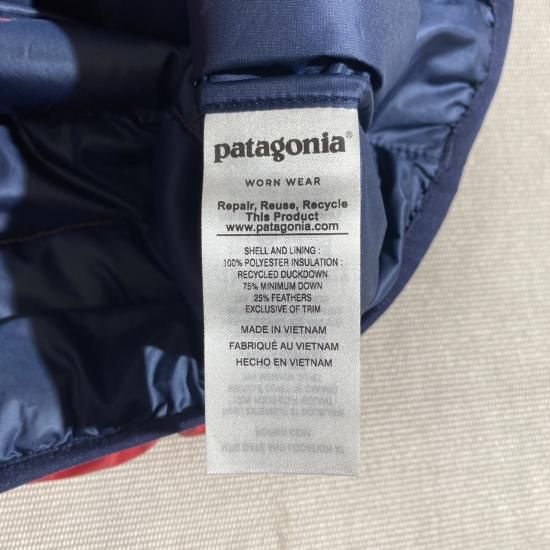 patagonia®
WORN WEAR
Repair, Reuse, Recycle
This Product
www.patagonia.com
SHELL AND LINING :
100% POLYESTER INSULATION :
RECYCLED DUCKDOWN
75% MINIMUM DOWN
25% FEATHERS
EXCLUSIVE OF TRIM
MADE IN VIETNAM
FABRIQUÉ AU VIETNAM
HECHO EN VIETNAM